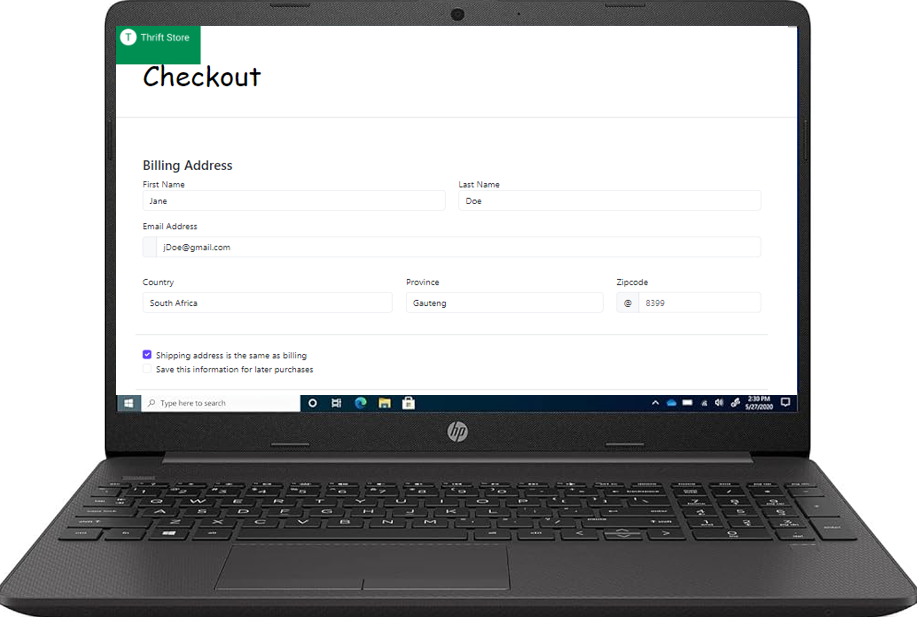 T Thrift Store
Checkout
Billing Address
First Name Last Name
Jane Doe
Email Address
jDoe@gmail.com
Country Province Zipcode
South Africa Gauteng @ 8399
Shipping address is the same as billing
Save this information for later purchases
Type here to search
2:30 PM
5/27/2020
hp
Q W E R T Y U I O P
A S D F G H J K L
Z X C V B N M